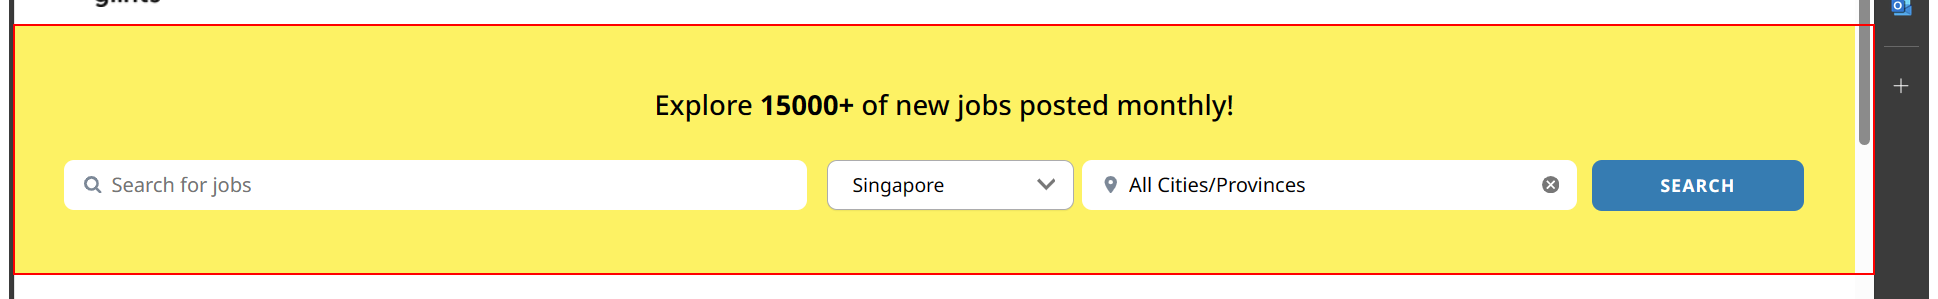 Explore 15000+ of new jobs posted monthly!
Search for jobs
Singapore
All Cities/Provinces
SEARCH